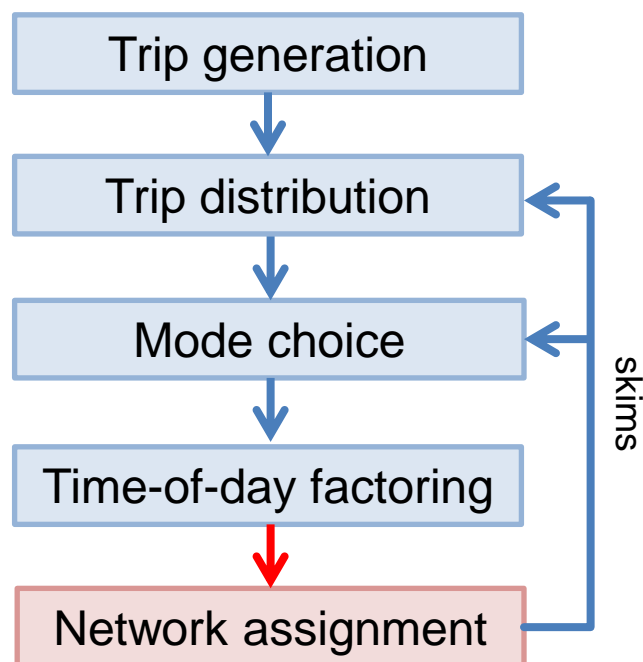 Trip generation
Trip distribution
Mode choice
skims
Time-of-day factoring
Network assignment